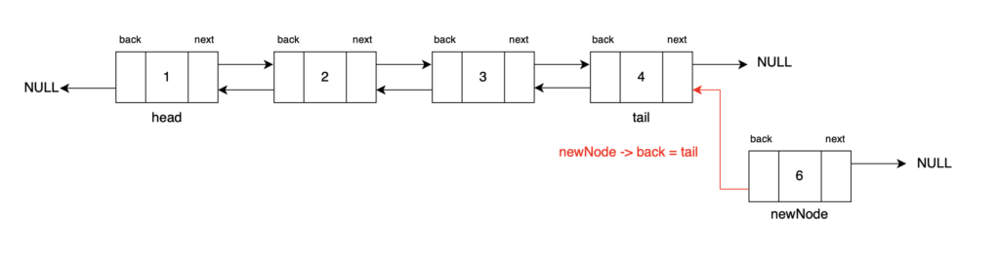 back next back next back next back next
NULL 1 2 3 4 NULL
head tail
newNode -> back = tail
back next
6 NULL
newNode